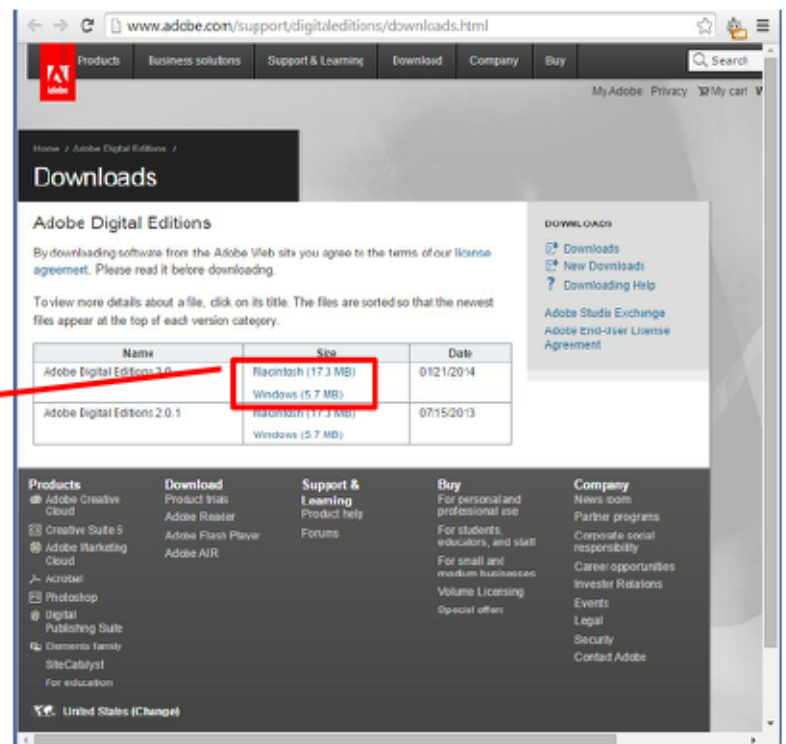 www.adobe.com/support/digitaleditions/downloads.html
Adobe
Products Business solutions Support & Learning Download Company Buy Search
My Adobe Privacy My cart W
Home / Adobe Digital Editions /
Downloads
Adobe Digital Editions
By downloading software from the Adobe Web site you agree to the terms of our license
agreement. Please read it before downloading.
To view more details about a file, click on its title. The files are sorted so that the newest
files appear at the top of each version category.
Name Size Date
Adobe Digital Editions 3.0 Macintosh (17.3 MB) 01/21/2014
Windows (5.7 MB)
Adobe Digital Editions 2.0.1 Macintosh (17.3 MB) 07/15/2013
Windows (5.7 MB)
DOWNLOADS
Downloads
New Downloads
? Downloading Help
Adobe Studio Exchange
Adobe End-User License
Agreement
Products
Adobe Creative
Cloud
Creative Suite 6
Adobe Marketing
Cloud
Acrobat
Photoshop
Digital
Publishing Suite
Elements family
SiteCatalyst
For education
Download
Product trials
Adobe Reader
Adobe Flash Player
Adobe AIR
Support &
Learning
Product help
Forums
Buy
For personal and
professional use
For students,
educators, and staff
For small and
medium businesses
Volume Licensing
Special offers
Company
News room
Partner programs
Corporate social
responsibility
Career opportunities
Investor Relations
Events
Legal
Security
Contact Adobe
United States (Change)